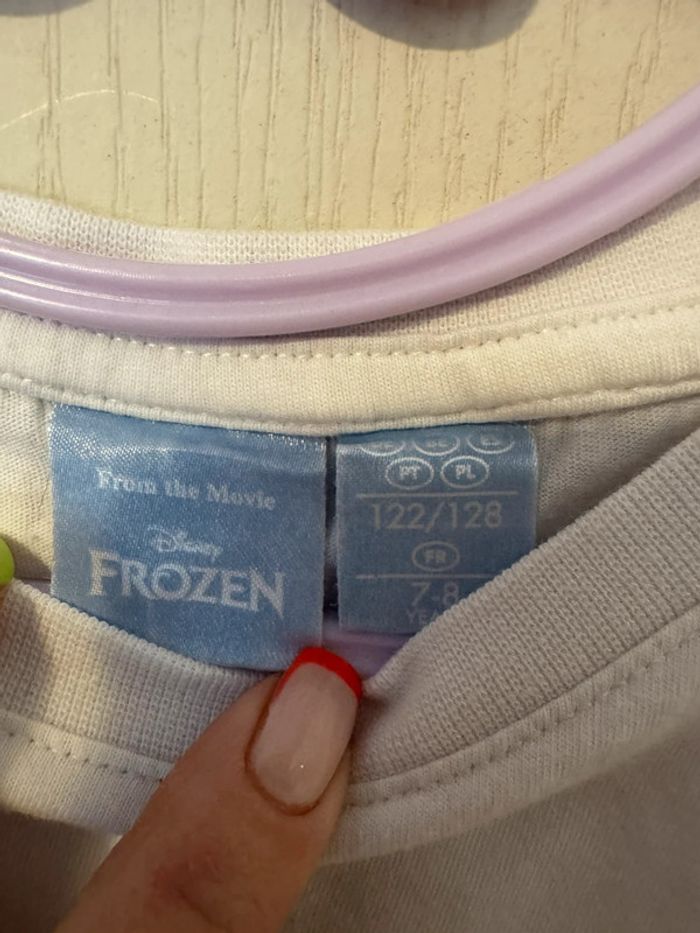 From the Movie
Disney
FROZEN
PT PL
122/128
FR
7-8